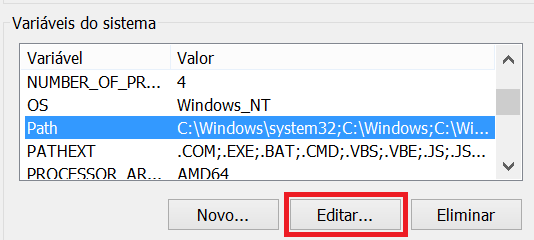 Variáveis do sistema
Variável Valor
NUMBER_OF_PR... 4
OS Windows_NT
Path C:\Windows\system32;C:\Windows;C:\Wi...
PATHEXT .COM;.EXE;.BAT;.CMD;.VBS;.VBE;.JS;.JS...
PROCESSOR_AR... AMD64
Novo... Editar... Eliminar